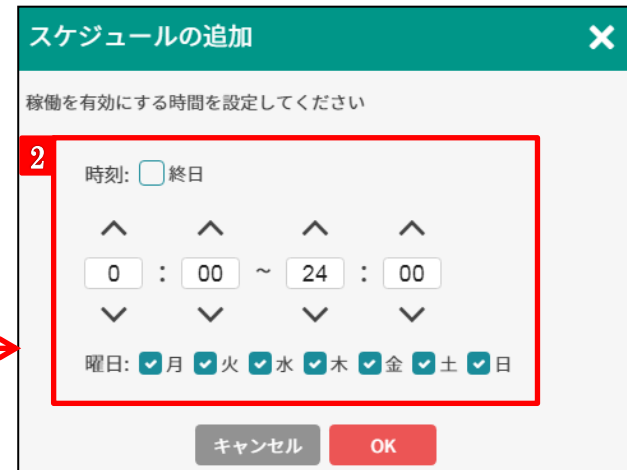 スケジュールの追加
稼働を有効にする時間を設定してください
2
時刻: 終日
0 : 00 ~ 24 : 00
曜日: 月 火 水 木 金 土 日
キャンセル OK